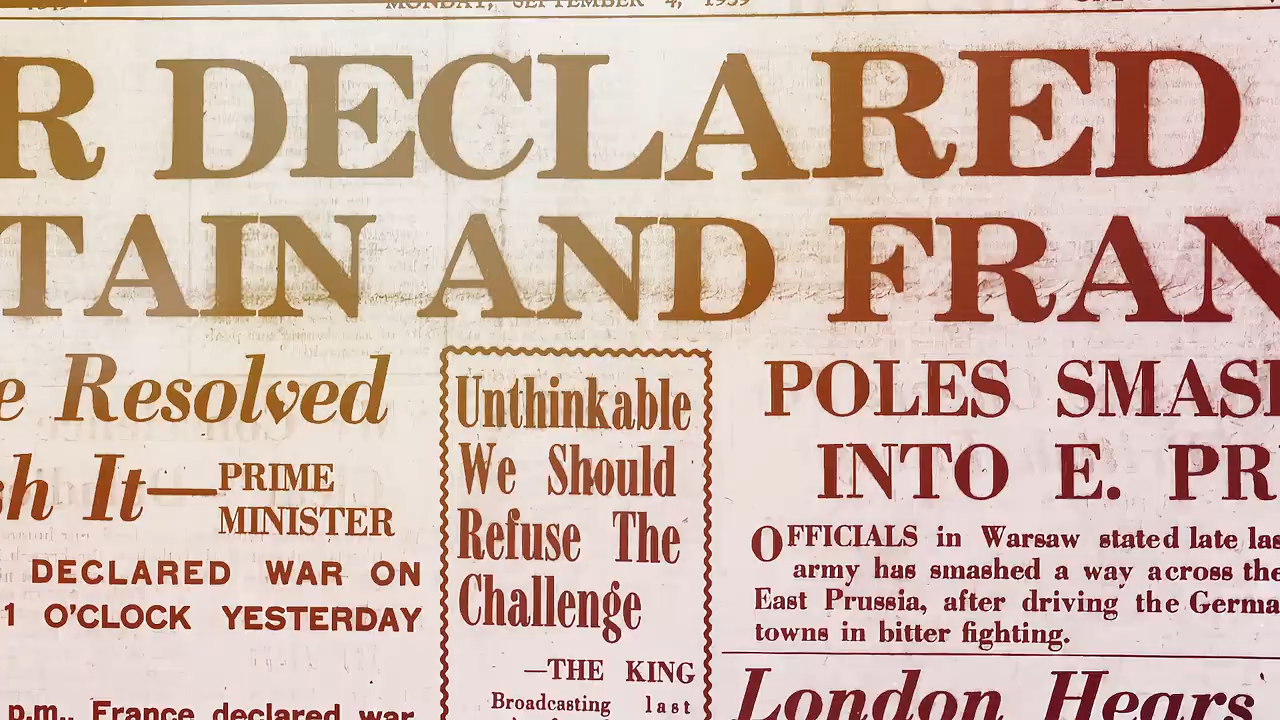 MONDAY, SEPTEMBER 4, 1939
R DECLARED
TAIN AND FRAN
e Resolved
sh It—PRIME
MINISTER
DECLARED WAR ON
1 O'CLOCK YESTERDAY
p.m., France declared war
Unthinkable
We Should
Refuse The
Challenge
—THE KING
Broadcasting last
POLES SMASH
INTO E. PR
OFFICIALS in Warsaw stated late las
army has smashed a way across the
East Prussia, after driving the Germa
towns in bitter fighting.
London Hears